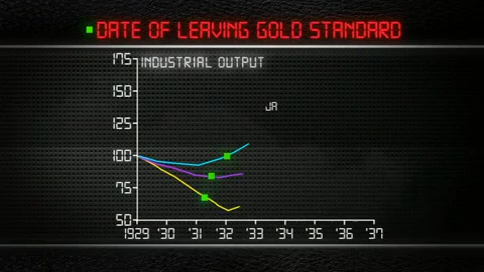 DATE OF LEAVING GOLD STANDARD
INDUSTRIAL OUTPUT
175
150
125
JA
100
75
50
1929 '30 '31 '32 '33 '34 '35 '36 '37